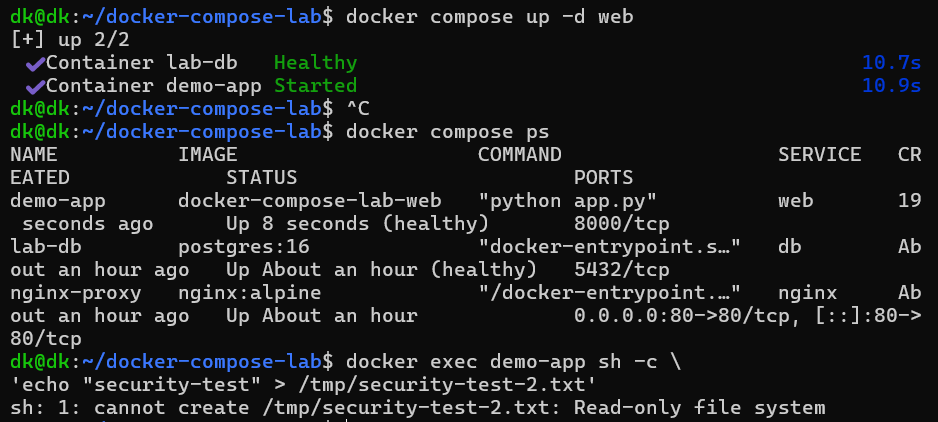 dk@dk:~/docker-compose-lab$ docker compose up -d web
[+] up 2/2
✔Container lab-db   Healthy                                          10.7s
✔Container demo-app Started                                          10.9s
dk@dk:~/docker-compose-lab$ ^C
dk@dk:~/docker-compose-lab$ docker compose ps
NAME          IMAGE                    COMMAND                  SERVICE   CR
EATED             STATUS                       PORTS
demo-app      docker-compose-lab-web   "python app.py"          web       19
 seconds ago      Up 8 seconds (healthy)       8000/tcp
lab-db        postgres:16              "docker-entrypoint.s…"   db        Ab
out an hour ago   Up About an hour (healthy)   5432/tcp
nginx-proxy   nginx:alpine             "/docker-entrypoint.…"   nginx     Ab
out an hour ago   Up About an hour             0.0.0.0:80->80/tcp, [::]:80->
80/tcp
dk@dk:~/docker-compose-lab$ docker exec demo-app sh -c \
'echo "security-test" > /tmp/security-test-2.txt'
sh: 1: cannot create /tmp/security-test-2.txt: Read-only file system